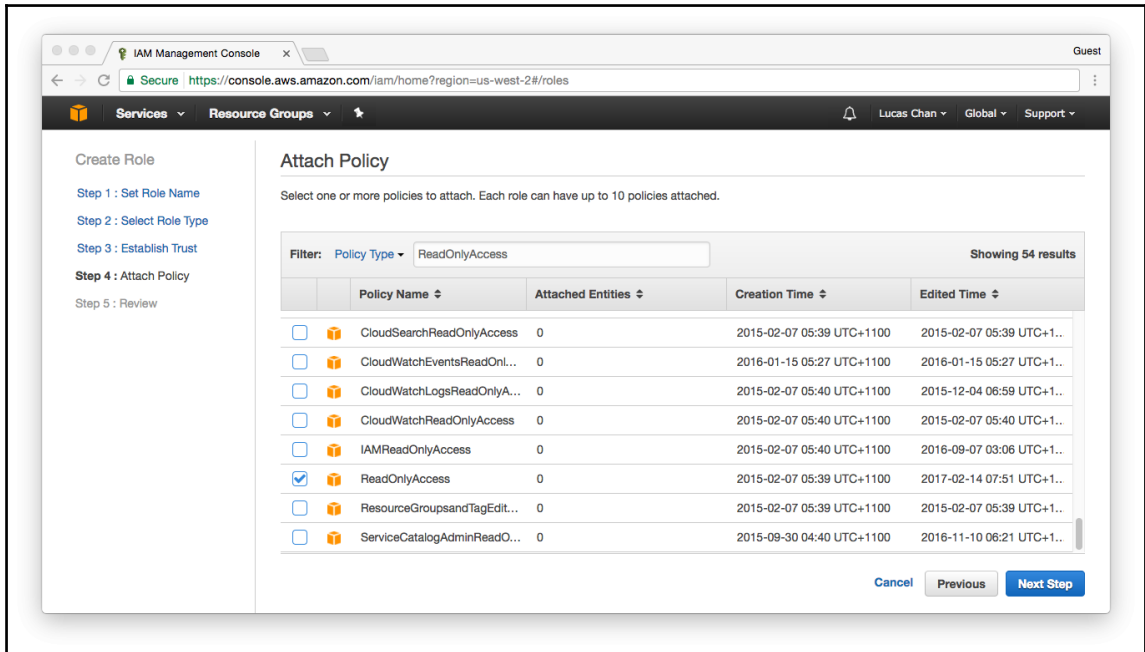 IAM Management Console
Guest
Secure https://console.aws.amazon.com/iam/home?region=us-west-2#/roles
Services Resource Groups Lucas Chan Global Support
Create Role
Step 1 : Set Role Name
Step 2 : Select Role Type
Step 3 : Establish Trust
Step 4 : Attach Policy
Step 5 : Review
Attach Policy
Select one or more policies to attach. Each role can have up to 10 policies attached.
Filter: Policy Type ReadOnlyAccess Showing 54 results
Policy Name Attached Entities Creation Time Edited Time
CloudSearchReadOnlyAccess 0 2015-02-07 05:39 UTC+1100 2015-02-07 05:39 UTC+1...
CloudWatchEventsReadOnl... 0 2016-01-15 05:27 UTC+1100 2016-01-15 05:27 UTC+1...
CloudWatchLogsReadOnlyA... 0 2015-02-07 05:40 UTC+1100 2015-12-04 06:59 UTC+1...
CloudWatchReadOnlyAccess 0 2015-02-07 05:40 UTC+1100 2015-02-07 05:40 UTC+1...
IAMReadOnlyAccess 0 2015-02-07 05:40 UTC+1100 2016-09-07 03:06 UTC+1...
ReadOnlyAccess 0 2015-02-07 05:39 UTC+1100 2017-02-14 07:51 UTC+1...
ResourceGroupsandTagEdit... 0 2015-02-07 05:39 UTC+1100 2015-02-07 05:39 UTC+1...
ServiceCatalogAdminReadO... 0 2015-09-30 04:40 UTC+1100 2016-11-10 06:21 UTC+1...
Cancel Previous Next Step